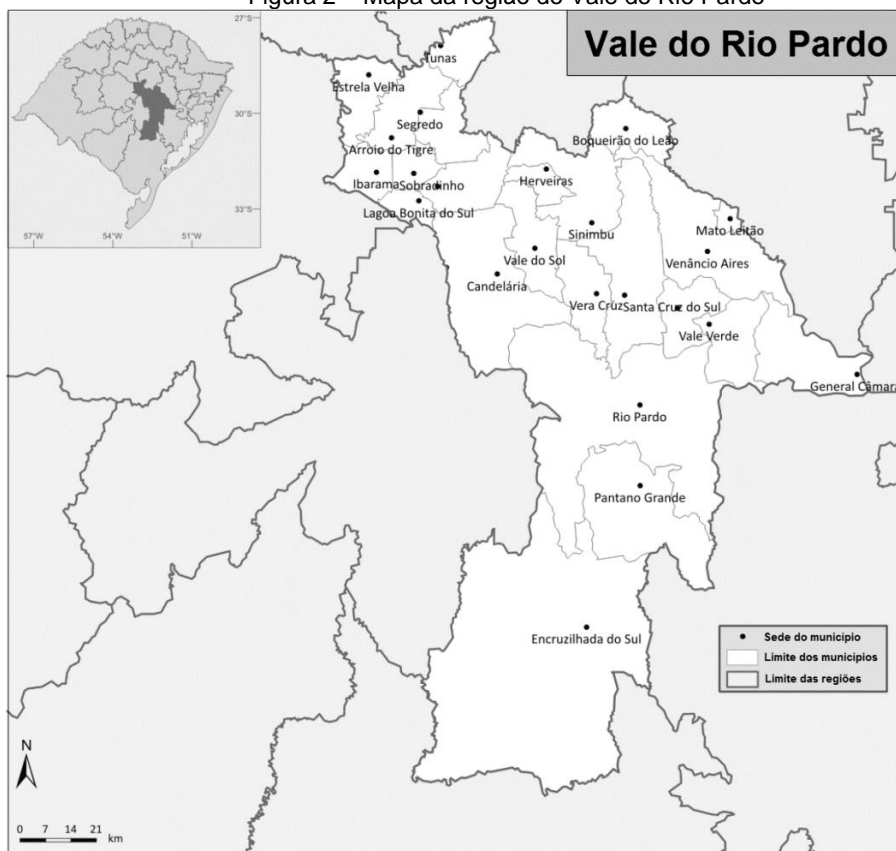 Figura 2 – Mapa da região do Vale do Rio Pardo
27°S
Vale do Rio Pardo
Tunas
Estrela Velha
30°S
Segredo
Boqueirão do Leão
Arroio do Tigre
Ibarama
Sobradinho
Herveiras
33°S
Lagoa Bonita do Sul
Mato Leitão
Sinimbu
57°W
54°W
51°W
Vale do Sol
Venâncio Aires
Candelária
Vera Cruz
Santa Cruz do Sul
Vale Verde
General Câmara
Rio Pardo
Pantano Grande
Encruzilhada do Sul
Sede do município
Limite dos municípios
Limite das regiões
N
0 7 14 21 km